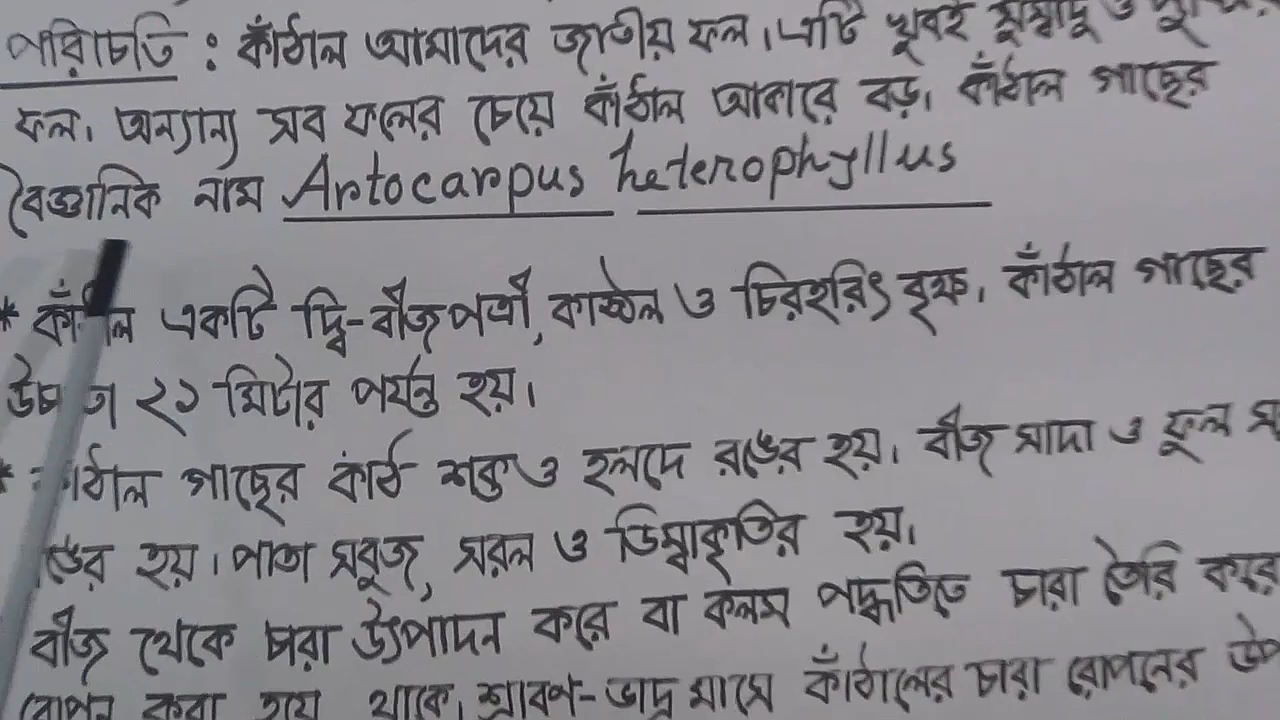 পরিচিতি : কাঁঠাল আমাদের জাতীয় ফল। এটি খুবই সুস্বাদু ও
ফল। অন্যান্য সব ফলের চেয়ে কাঁঠাল আকারে বড়। কাঁঠাল গাছের
বৈজ্ঞানিক নাম Artocarpus heterophyllus
* কাঁঠাল একটি দ্বি-বীজপত্রী, কাষ্ঠল ও চিরহরিৎ বৃক্ষ। কাঁঠাল গাছের
উচ্চতা ২১ মিটার পর্যন্ত হয়।
* কাঁঠাল গাছের কাঠ শক্ত ও হলদে রঙের হয়। বীজ সাদা ও ফুল
রঙের হয়। পাতা সবুজ, সরল ও ডিম্বাকৃতির হয়।
বীজ থেকে চারা উৎপাদন করে বা কলম পদ্ধতিতে চারা তৈরি করে
রোপন করা হয়ে থাকে। শ্রাবণ-ভাদ্র মাসে কাঁঠালের চারা রোপনের